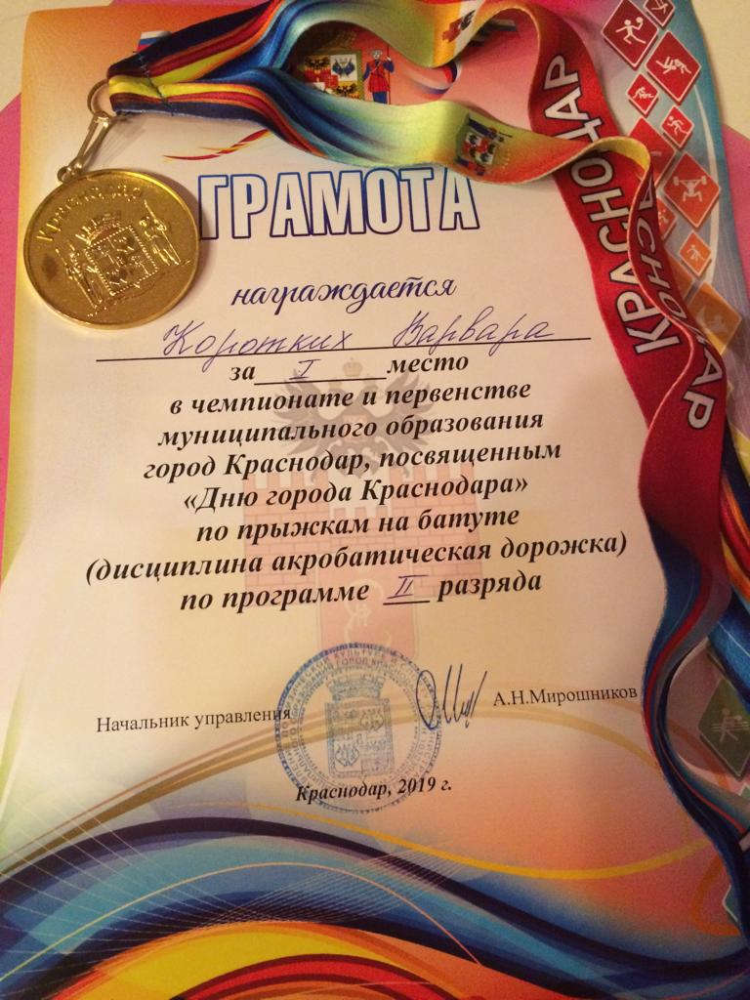 Краснодар
КРАСНОДАР
ГРАМОТА
награждается
Коротких Варвара
за I место
в чемпионате и первенстве
муниципального образования
город Краснодар, посвященным
«Дню города Краснодара»
по прыжкам на батуте
(дисциплина акробатическая дорожка)
по программе II разряда
Начальник управления
А.Н.Мирошников
Краснодар, 2019 г.